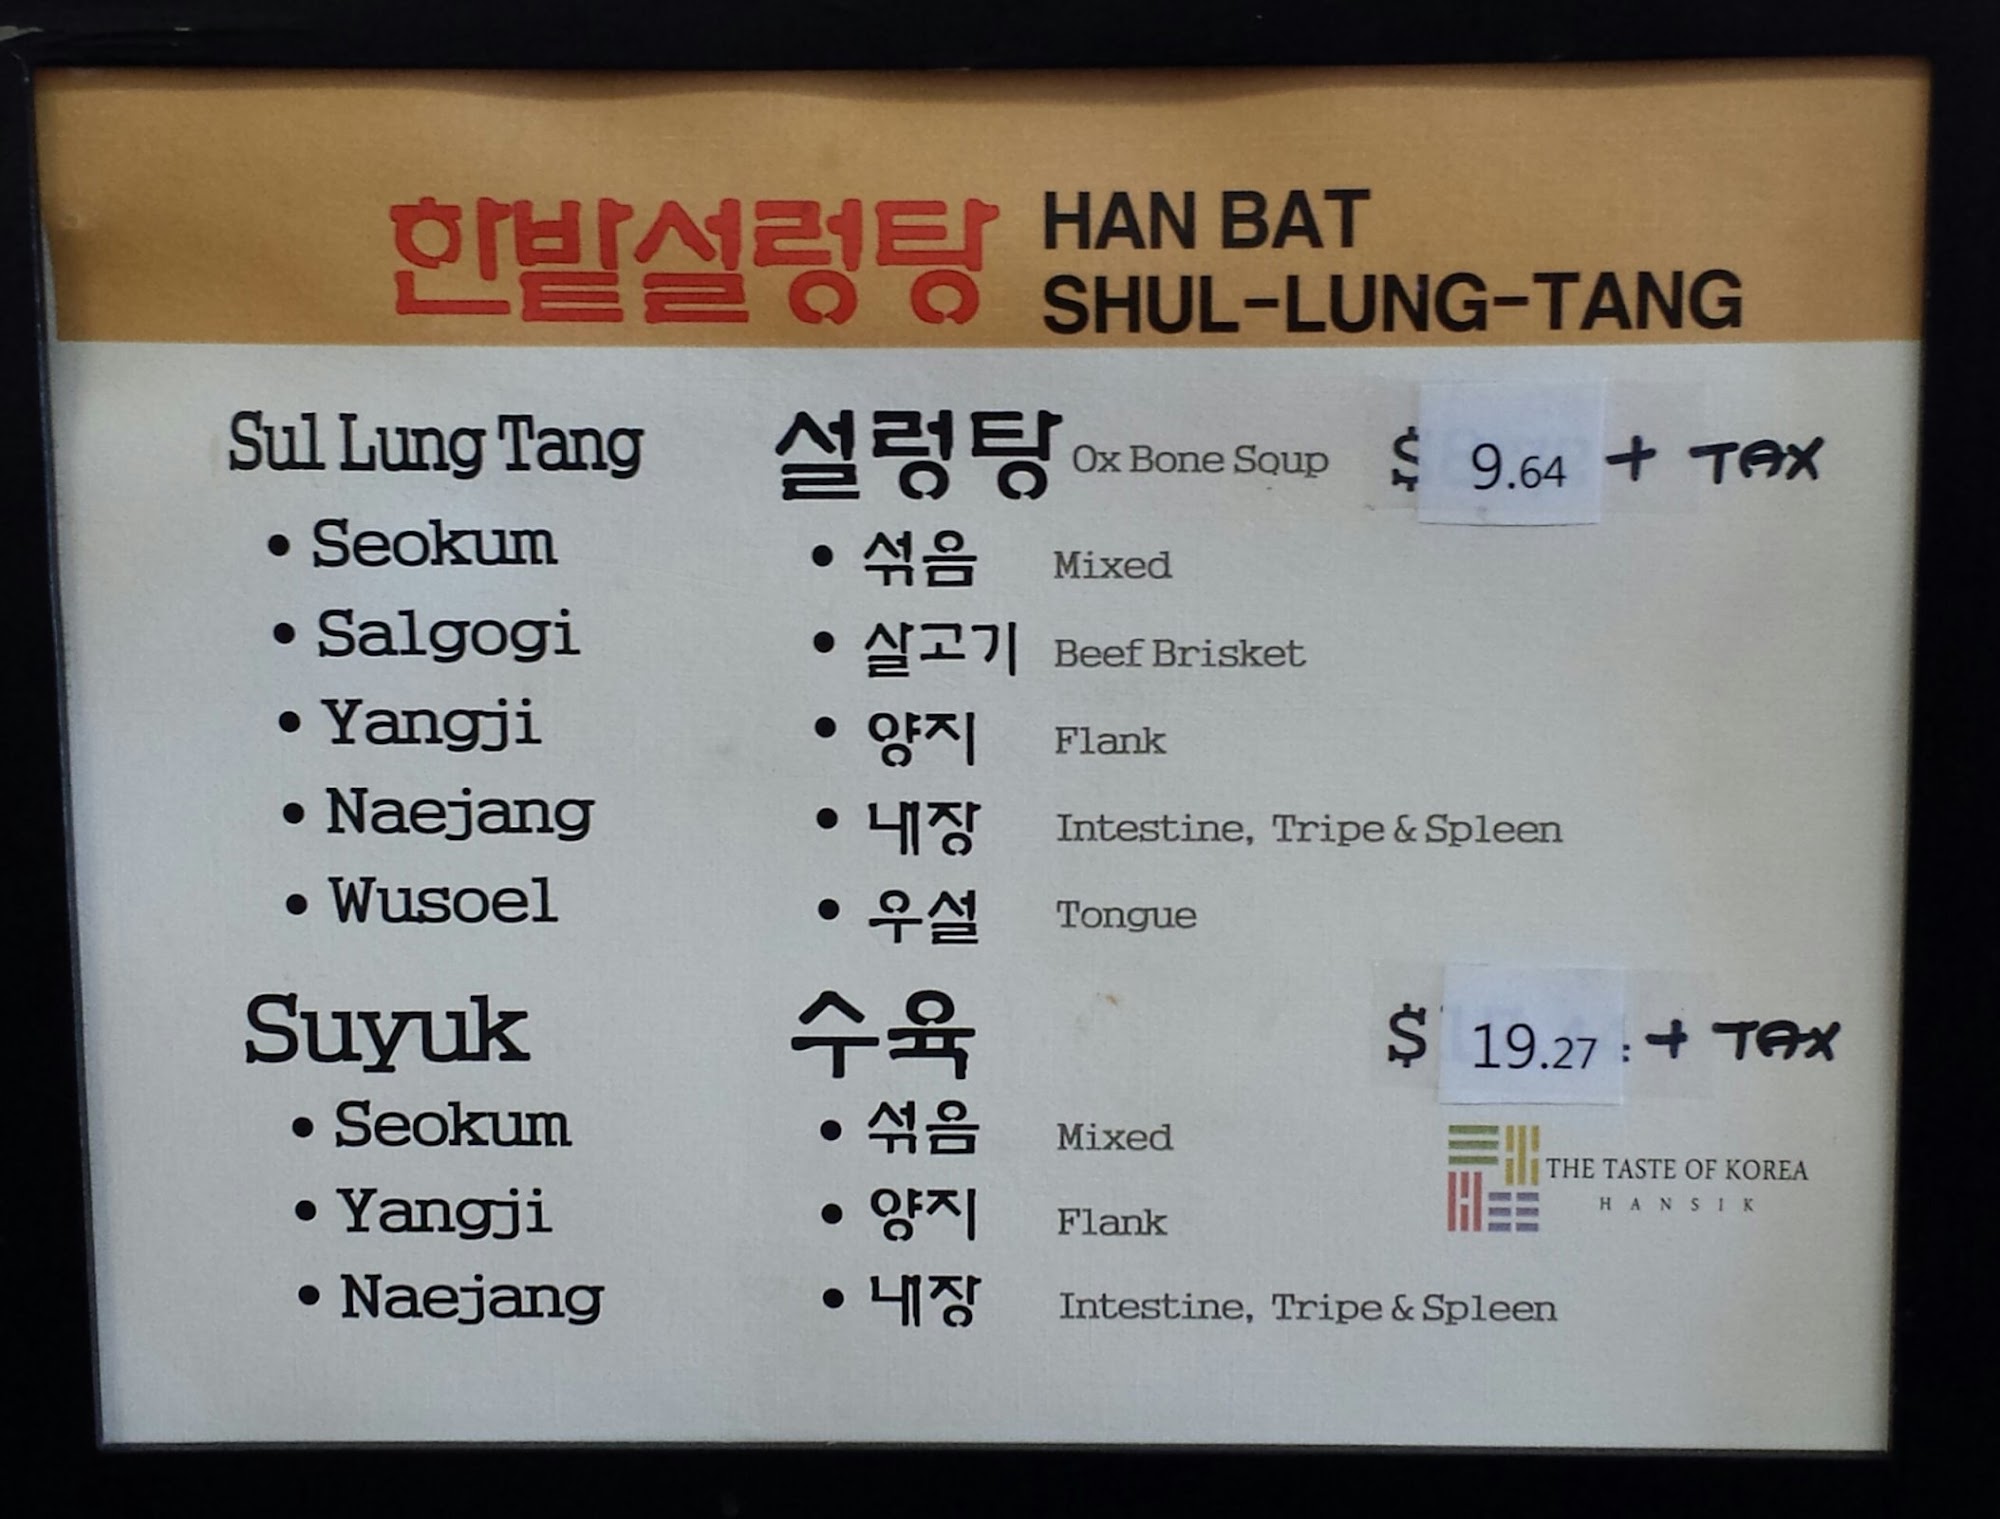 한밭설렁탕 HAN BAT
SHUL-LUNG-TANG
Sul Lung Tang 설렁탕 Ox Bone Soup $ 9.64 + TAX
• Seokum • 섞음 Mixed
• Salgogi • 살고기 Beef Brisket
• Yangji • 양지 Flank
• Naejang • 내장 Intestine, Tripe & Spleen
• Wusoel • 우설 Tongue
Suyuk 수육 $ 19.27 + TAX
• Seokum • 섞음 Mixed
THE TASTE OF KOREA
HANSIK
• Yangji • 양지 Flank
• Naejang • 내장 Intestine, Tripe & Spleen